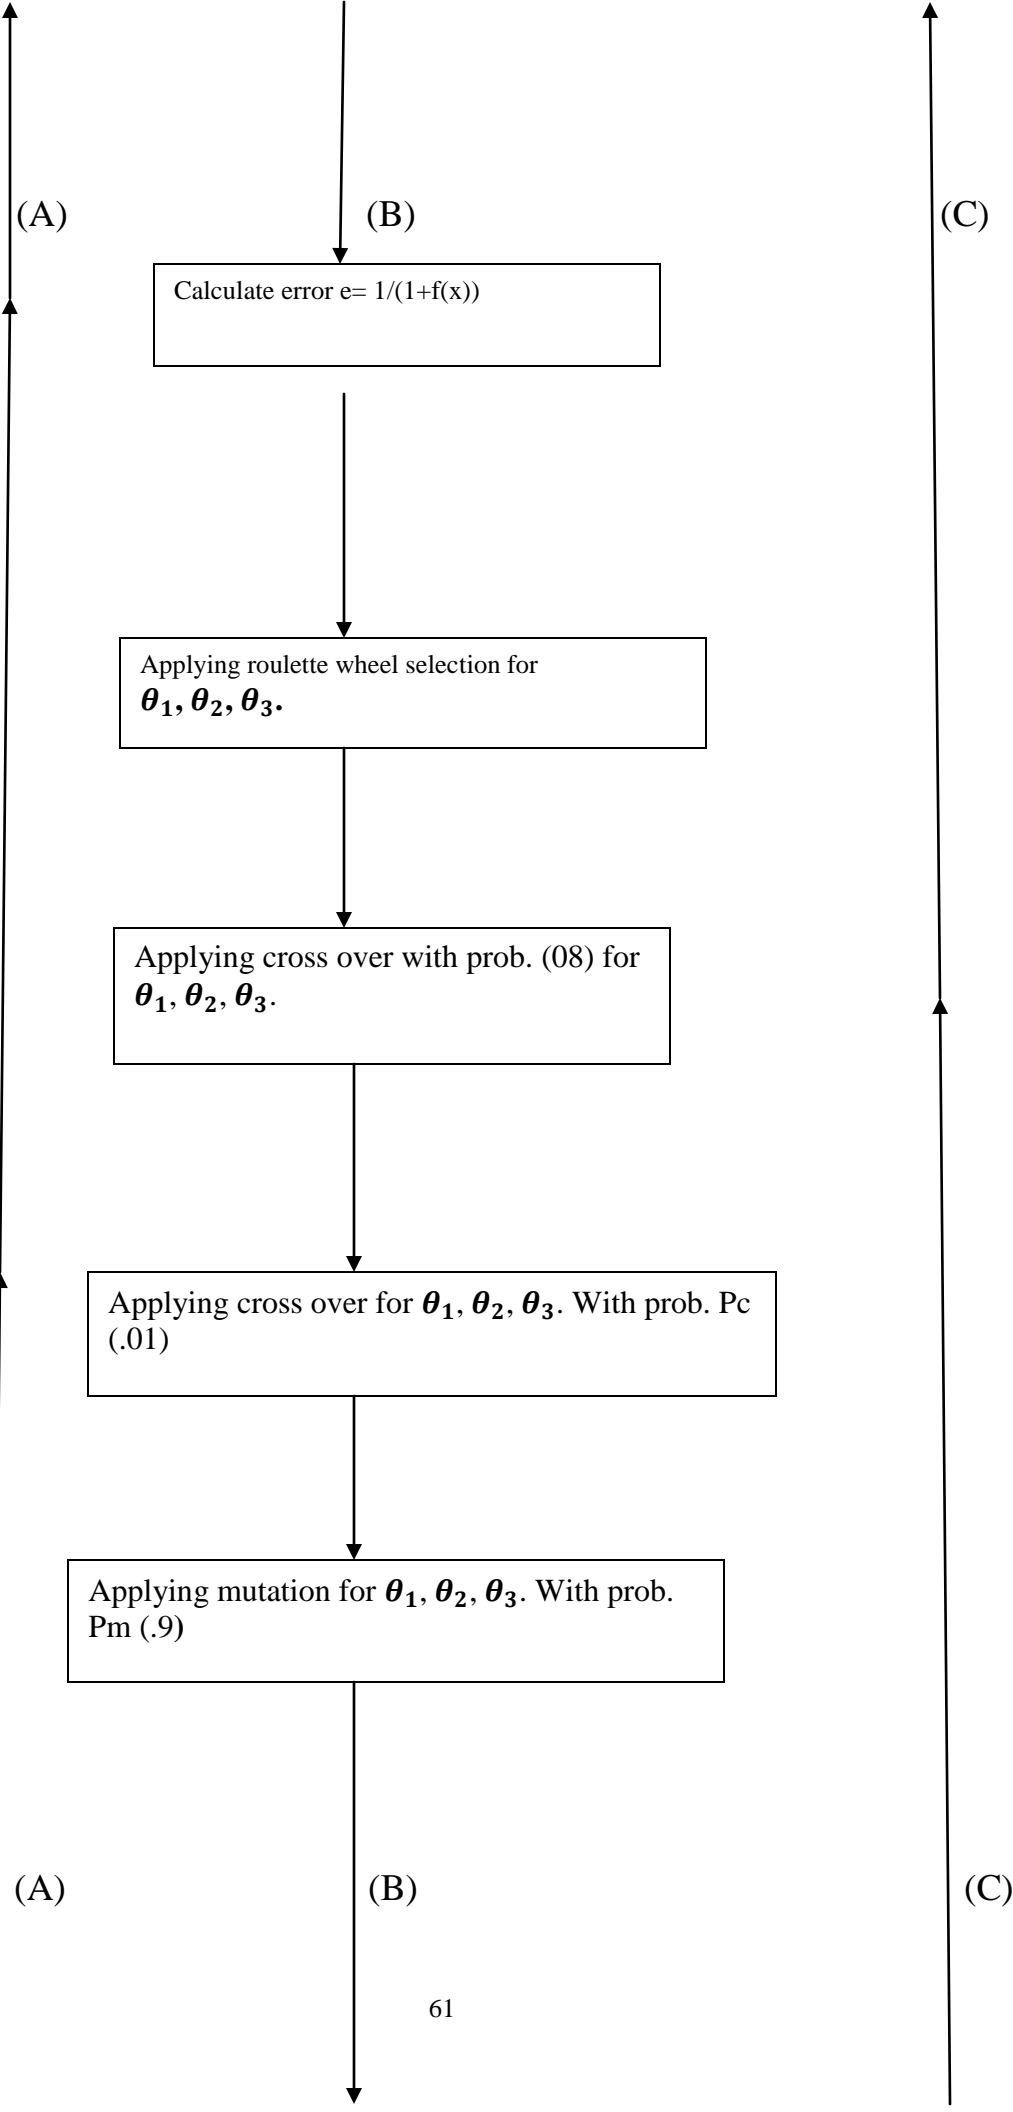 (A)
(B)
(C)
Calculate error e= 1/(1+f(x))
Applying roulette wheel selection for
θ₁, θ₂, θ₃.
Applying cross over with prob. (08) for
θ₁, θ₂, θ₃.
Applying cross over for θ₁, θ₂, θ₃. With prob. Pc
(.01)
Applying mutation for θ₁, θ₂, θ₃. With prob.
Pm (.9)
(A)
(B)
(C)
61